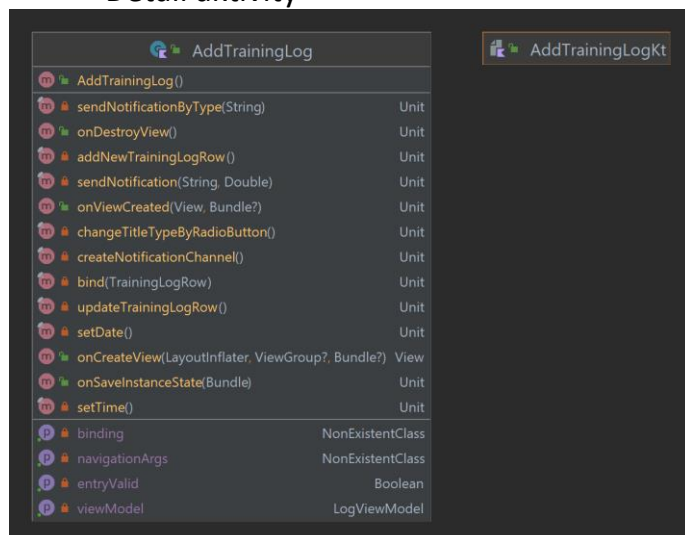 Detail aktivity
AddTrainingLog
AddTrainingLogKt
AddTrainingLog()
sendNotificationByType(String) Unit
onDestroyView() Unit
addNewTrainingLogRow() Unit
sendNotification(String, Double) Unit
onViewCreated(View, Bundle?) Unit
changeTitleTypeByRadioButton() Unit
createNotificationChannel() Unit
bind(TrainingLogRow) Unit
updateTrainingLogRow() Unit
setDate() Unit
onCreateView(LayoutInflater, ViewGroup?, Bundle?) View
onSaveInstanceState(Bundle) Unit
setTime() Unit
binding NonExistentClass
navigationArgs NonExistentClass
entryValid Boolean
viewModel LogViewModel